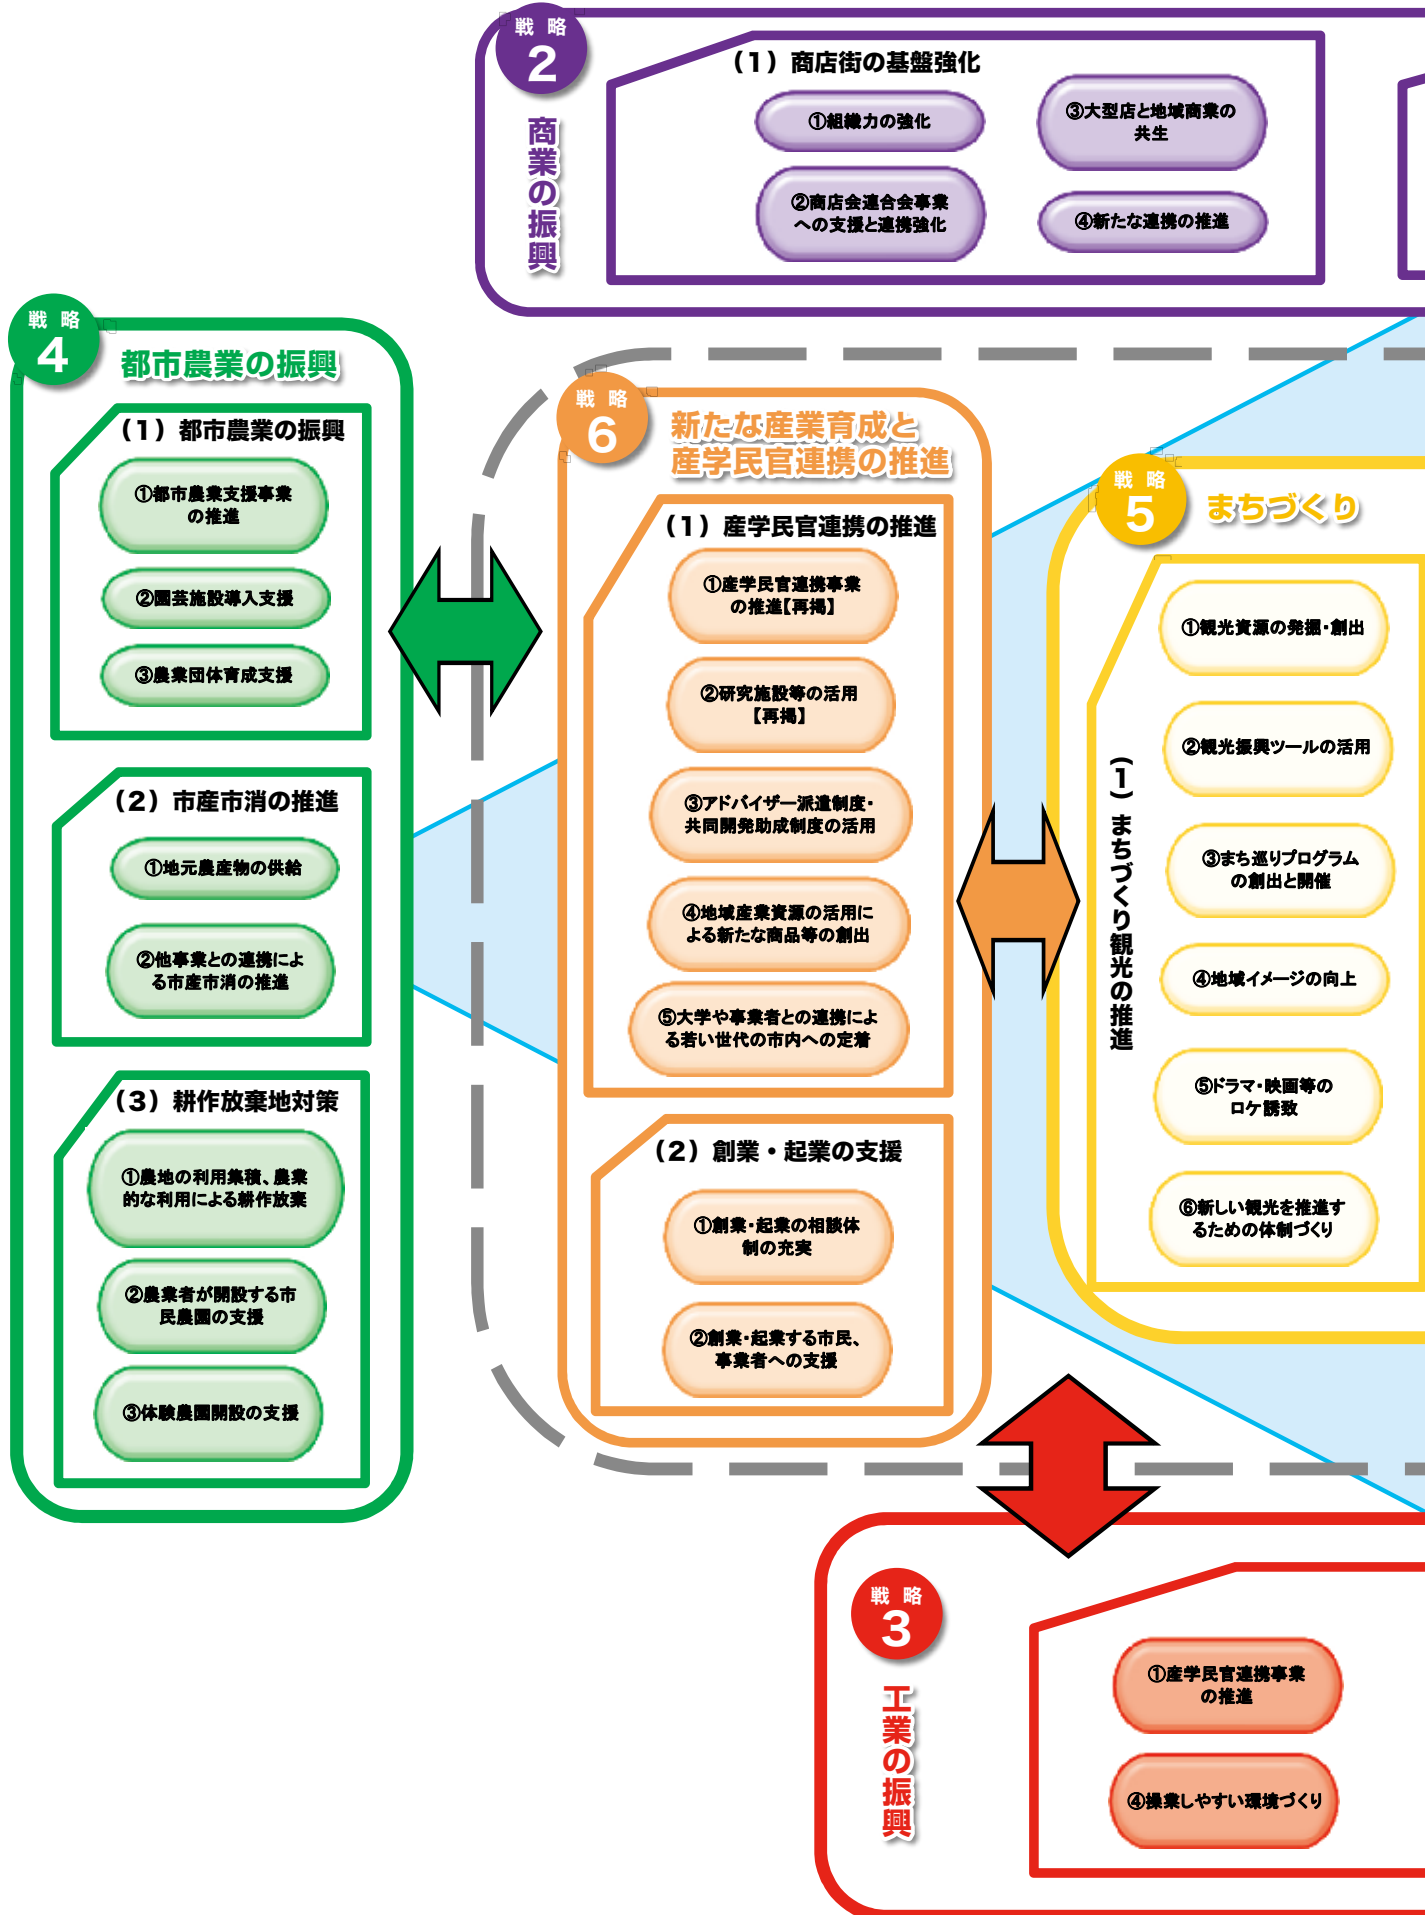 戦略
2
商業の振興
（1）商店街の基盤強化
①組織力の強化
②商店会連合会事業
への支援と連携強化
③大型店と地域商業の
共生
④新たな連携の推進
戦略
4
都市農業の振興
（1）都市農業の振興
①都市農業支援事業
の推進
②園芸施設導入支援
③農業団体育成支援
（2）市産市消の推進
①地元農産物の供給
②他事業との連携によ
る市産市消の推進
（3）耕作放棄地対策
①農地の利用集積、農業
的な利用による耕作放棄
②農業者が開設する市
民農園の支援
③体験農園開設の支援
戦略
6
新たな産業育成と
産学民官連携の推進
（1）産学民官連携の推進
①産学民官連携事業
の推進【再掲】
②研究施設等の活用
【再掲】
③アドバイザー派遣制度・
共同開発助成制度の活用
④地域産業資源の活用に
よる新たな商品等の創出
⑤大学や事業者との連携によ
る若い世代の市内への定着
（2）創業・起業の支援
①創業・起業の相談体
制の充実
②創業・起業する市民、
事業者への支援
戦略
5
まちづくり
（1）まちづくり観光の推進
①観光資源の発掘・創出
②観光振興ツールの活用
③まち巡りプログラム
の創出と開催
④地域イメージの向上
⑤ドラマ・映画等の
ロケ誘致
⑥新しい観光を推進す
るための体制づくり
戦略
3
工業の振興
①産学民官連携事業
の推進
④操業しやすい環境づくり